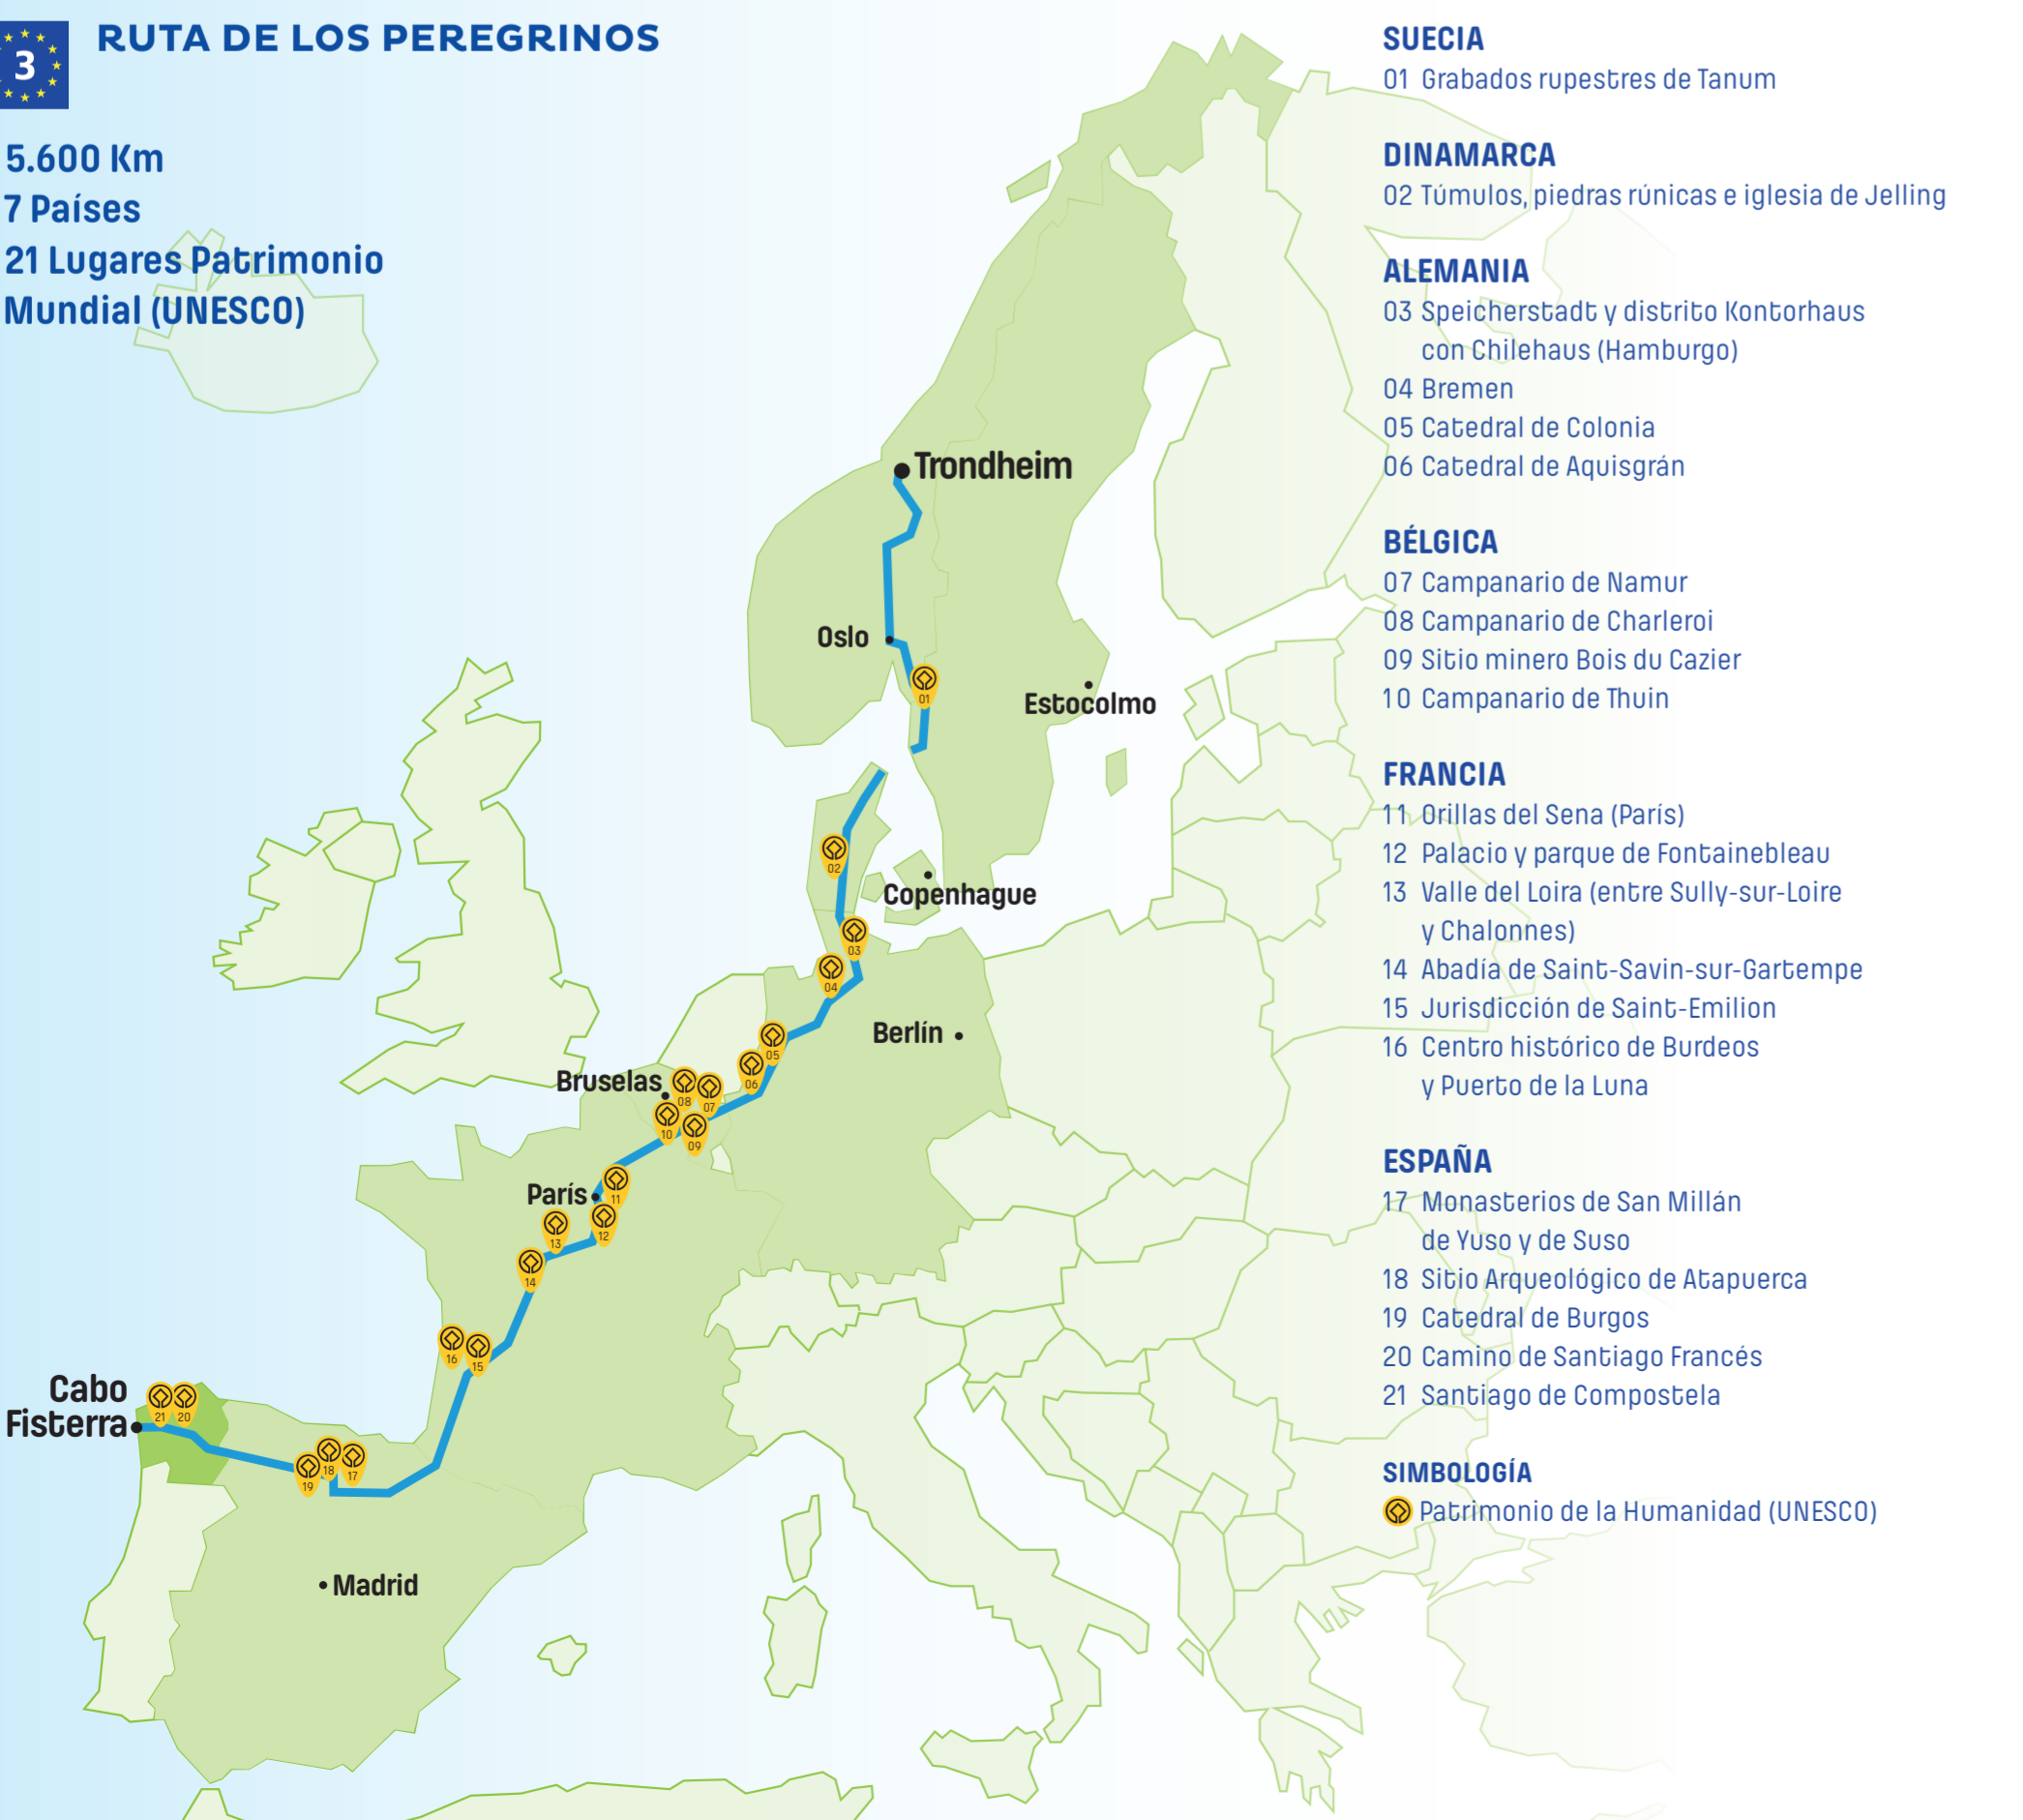 3
RUTA DE LOS PEREGRINOS
5.600 Km
7 Países
21 Lugares Patrimonio
Mundial (UNESCO)
Trondheim
Oslo
01
Estocolmo
02
Copenhague
03
04
Berlín
05
06
Bruselas
08
07
10
09
París
11
12
13
14
16
15
Cabo
Fisterra
21
20
18
17
19
Madrid
SUECIA
01 Grabados rupestres de Tanum
DINAMARCA
02 Túmulos, piedras rúnicas e iglesia de Jelling
ALEMANIA
03 Speicherstadt y distrito Kontorhaus
con Chilehaus (Hamburgo)
04 Bremen
05 Catedral de Colonia
06 Catedral de Aquisgrán
BÉLGICA
07 Campanario de Namur
08 Campanario de Charleroi
09 Sitio minero Bois du Cazier
10 Campanario de Thuin
FRANCIA
11 Orillas del Sena (París)
12 Palacio y parque de Fontainebleau
13 Valle del Loira (entre Sully-sur-Loire
y Chalonnes)
14 Abadía de Saint-Savin-sur-Gartempe
15 Jurisdicción de Saint-Emilion
16 Centro histórico de Burdeos
y Puerto de la Luna
ESPAÑA
17 Monasterios de San Millán
de Yuso y de Suso
18 Sitio Arqueológico de Atapuerca
19 Catedral de Burgos
20 Camino de Santiago Francés
21 Santiago de Compostela
SIMBOLOGÍA
Patrimonio de la Humanidad (UNESCO)